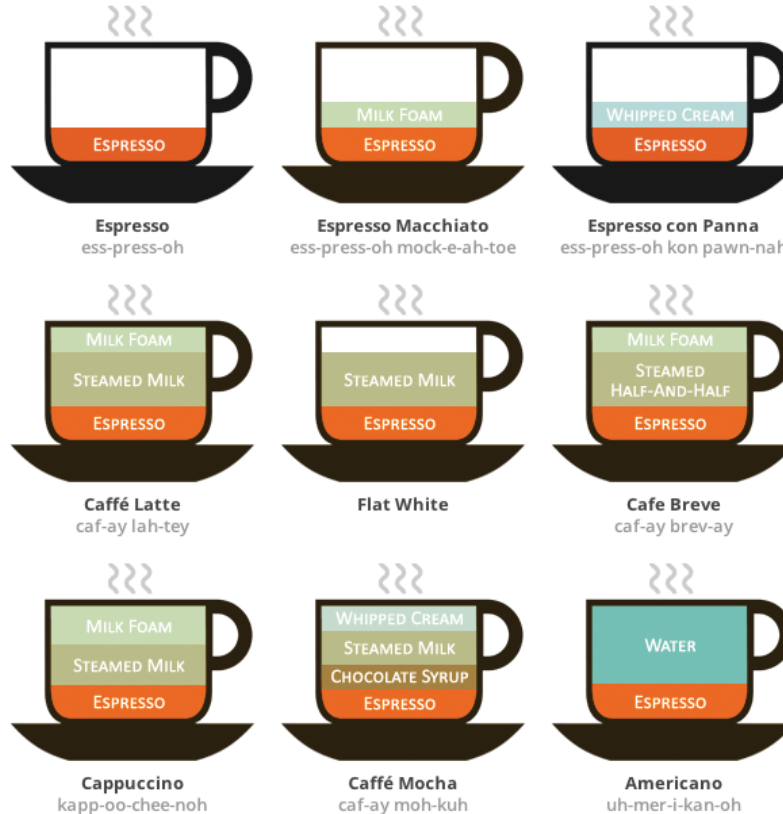 Espresso
Espresso
ess-press-oh
Milk Foam
Espresso
Espresso Macchiato
ess-press-oh mock-e-ah-toe
Whipped Cream
Espresso
Espresso con Panna
ess-press-oh kon pawn-nah
Milk Foam
Steamed Milk
Espresso
Caffé Latte
caf-ay lah-tey
Steamed Milk
Espresso
Flat White
Milk Foam
Steamed
Half-And-Half
Espresso
Cafe Breve
caf-ay brev-ay
Milk Foam
Steamed Milk
Espresso
Cappuccino
kapp-oo-chee-noh
Whipped Cream
Steamed Milk
Chocolate Syrup
Espresso
Caffé Mocha
caf-ay moh-kuh
Water
Espresso
Americano
uh-mer-i-kan-oh